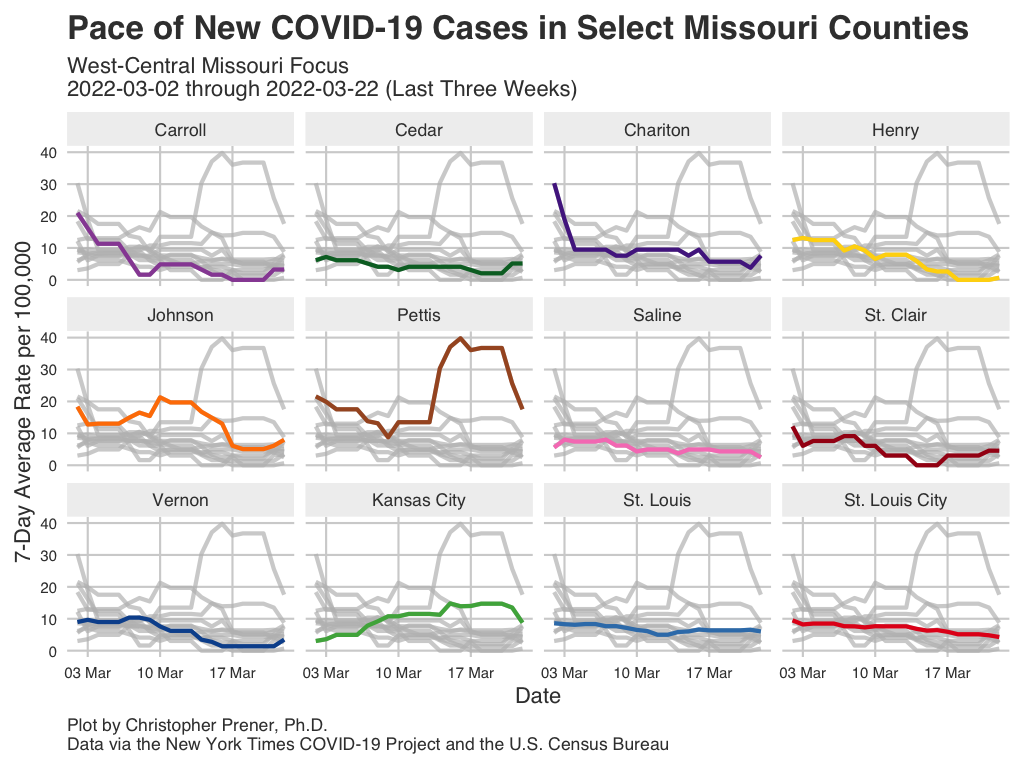 Pace of New COVID-19 Cases in Select Missouri Counties
West-Central Missouri Focus
2022-03-02 through 2022-03-22 (Last Three Weeks)
7-Day Average Rate per 100,000
Carroll Cedar Chariton Henry
40
30
20
10
0
Johnson Pettis Saline St. Clair
40
30
20
10
0
Vernon Kansas City St. Louis St. Louis City
40
30
20
10
0
03 Mar 10 Mar 17 Mar 03 Mar 10 Mar 17 Mar 03 Mar 10 Mar 17 Mar 03 Mar 10 Mar 17 Mar
Date
Plot by Christopher Prener, Ph.D.
Data via the New York Times COVID-19 Project and the U.S. Census Bureau